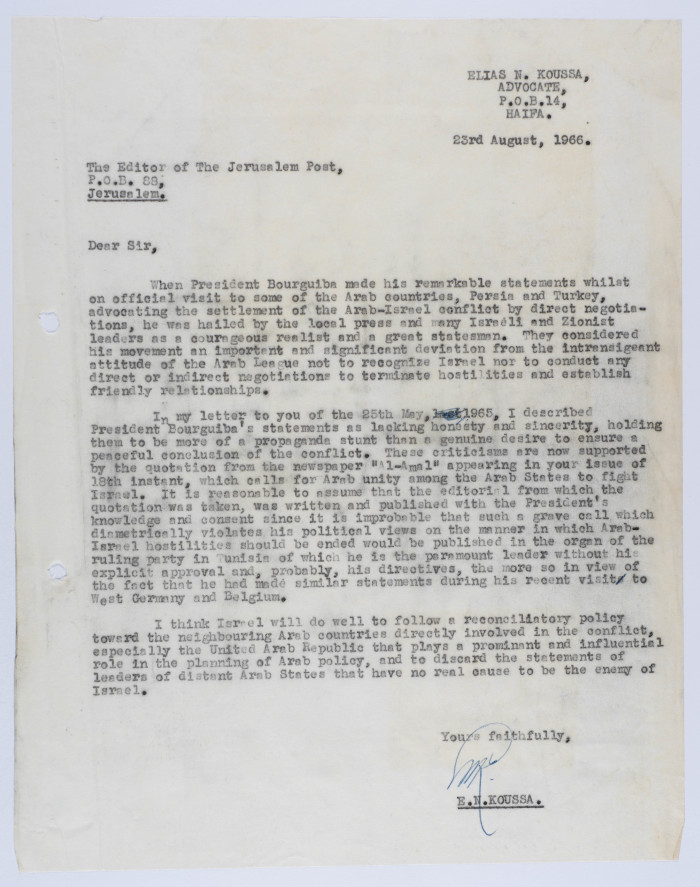 ELIAS N. KOUSSA,
ADVOCATE,
P.O.B.14,
HAIFA.
23rd August, 1966.
The Editor of The Jerusalem Post,
P.O.B. 88,
Jerusalem.
Dear Sir,
When President Bourguiba made his remarkable statements whilst
on official visit to some of the Arab countries, Persia and Turkey,
advocating the settlement of the Arab-Israel conflict by direct negotia-
tions, he was hailed by the local press and many Israeli and Zionist
leaders as a courageous realist and a great statesman. They considered
his movement an important and significant deviation from the intransigeant
attitude of the Arab League not to recognize Israel nor to conduct any
direct or indirect negotiations to terminate hostilities and establish
friendly relationships.
In my letter to you of the 25th May, 1965, I described
President Bourguiba's statements as lacking honesty and sincerity, holding
them to be more of a propaganda stunt than a genuine desire to ensure a
peaceful conclusion of the conflict. These criticisms are now supported
by the quotation from the newspaper "Al-Amal" appearing in your issue of
18th instant, which calls for Arab unity among the Arab States to fight
Israel. It is reasonable to assume that the editorial from which the
quotation was taken, was written and published with the President's
knowledge and consent since it is improbable that such a grave call which
diametrically violates his political views on the manner in which Arab-
Israel hostilities should be ended would be published in the organ of the
ruling party in Tunisia of which he is the paramount leader without his
explicit approval and, probably, his directives, the more so in view of
the fact that he had made similar statements during his recent visit to
West Germany and Belgium.
I think Israel will do well to follow a reconciliatory policy
toward the neighbouring Arab countries directly involved in the conflict,
especially the United Arab Republic that plays a prominant and influential
role in the planning of Arab policy, and to discard the statements of
leaders of distant Arab States that have no real cause to be the enemy of
Israel.
Yours faithfully,
E.N.KOUSSA.